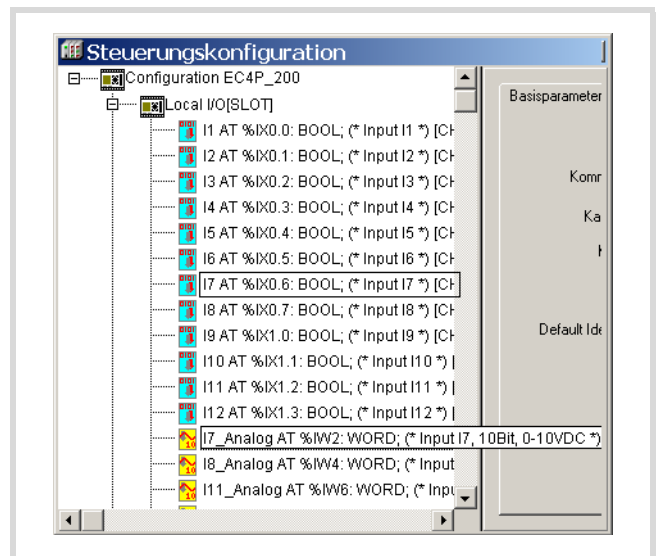 Steuerungskonfiguration
Configuration EC4P_200
Local I/O[SLOT]
I1 AT %IX0.0: BOOL; (* Input I1 *) [CH
I2 AT %IX0.1: BOOL; (* Input I2 *) [CH
I3 AT %IX0.2: BOOL; (* Input I3 *) [CH
I4 AT %IX0.3: BOOL; (* Input I4 *) [CH
I5 AT %IX0.4: BOOL; (* Input I5 *) [CH
I6 AT %IX0.5: BOOL; (* Input I6 *) [CH
I7 AT %IX0.6: BOOL; (* Input I7 *) [CH
I8 AT %IX0.7: BOOL; (* Input I8 *) [CH
I9 AT %IX1.0: BOOL; (* Input I9 *) [CH
I10 AT %IX1.1: BOOL; (* Input I10 *) [
I11 AT %IX1.2: BOOL; (* Input I11 *) [
I12 AT %IX1.3: BOOL; (* Input I12 *) [
I7_Analog AT %IW2: WORD; (* Input I7, 10Bit, 0-10VDC *)
I8_Analog AT %IW4: WORD; (* Input
I11_Analog AT %IW6: WORD; (* Inpu
Basisparameter
Komr
Ka
Default Ide